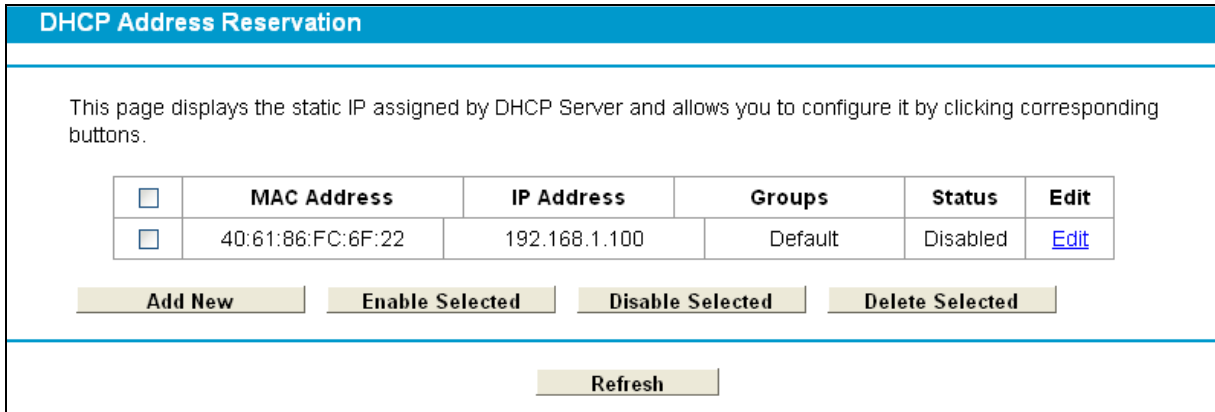 DHCP Address Reservation
This page displays the static IP assigned by DHCP Server and allows you to configure it by clicking corresponding
buttons.
MAC Address IP Address Groups Status Edit
40:61:86:FC:6F:22 192.168.1.100 Default Disabled Edit
Add New Enable Selected Disable Selected Delete Selected
Refresh